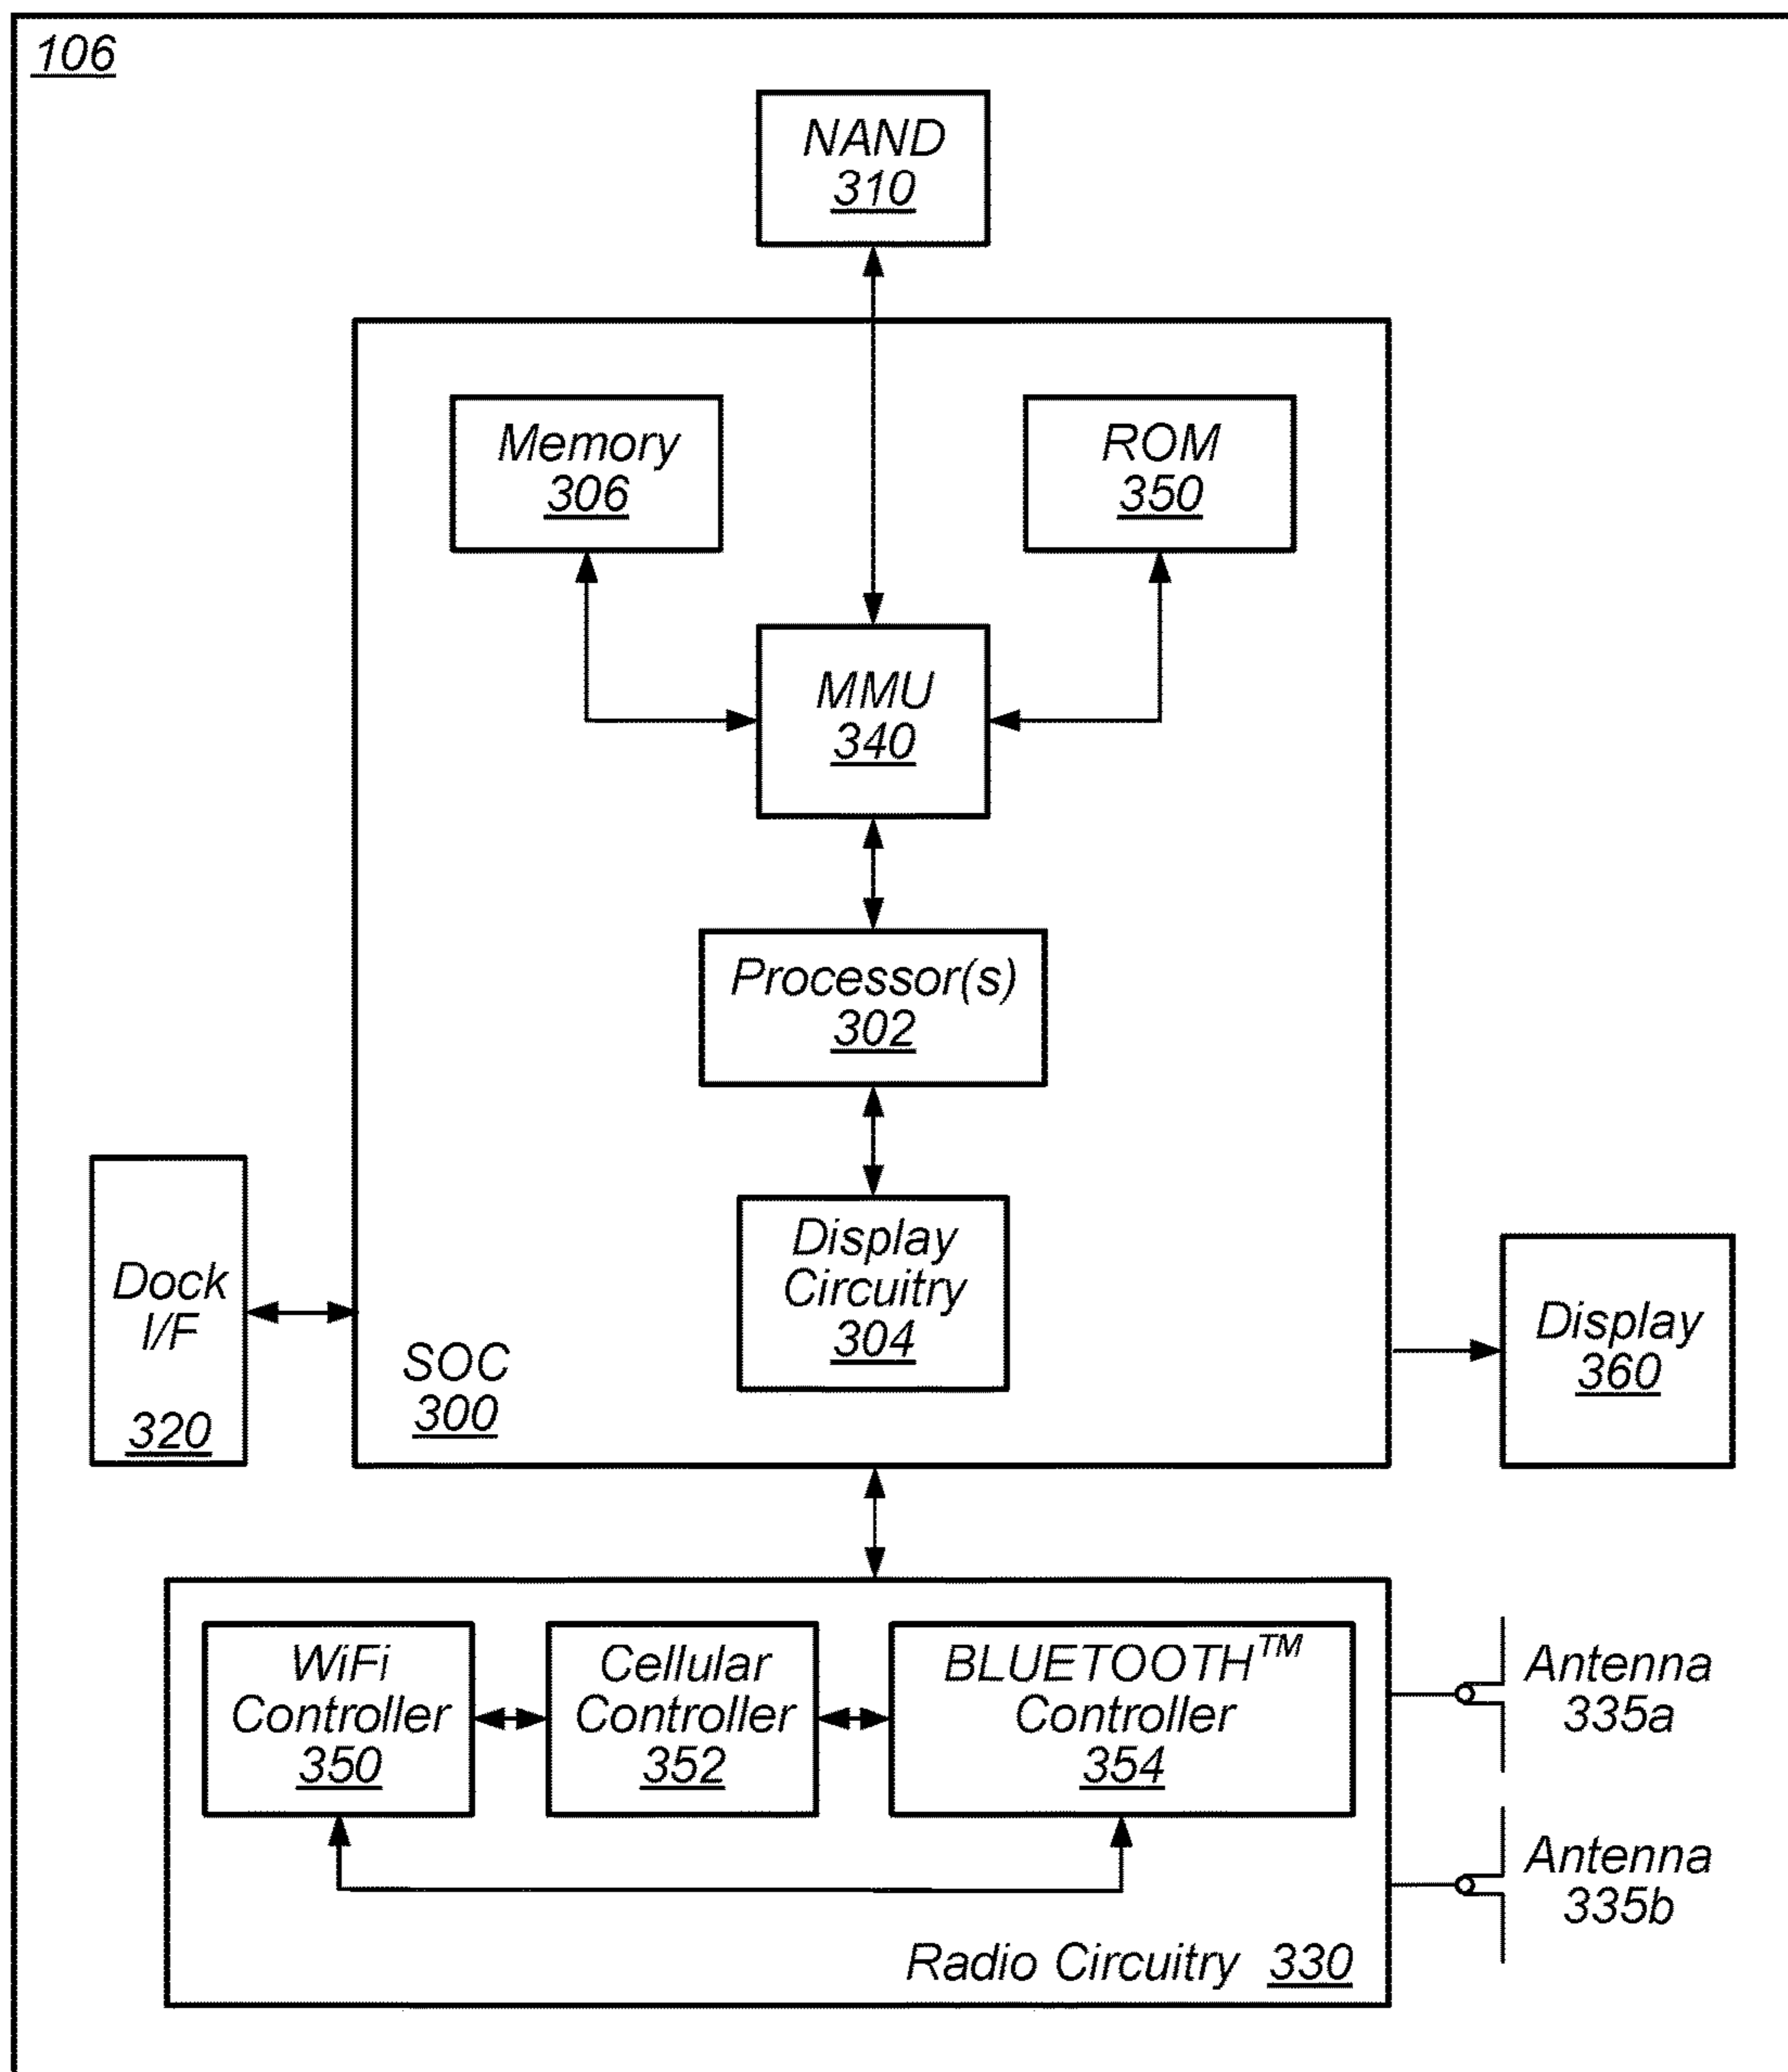 106
NAND
310
Memory
306
ROM
350
MMU
340
Processor(s)
302
Display
Circuitry
304
Dock
I/F
320
SOC
300
Display
360
WiFi
Controller
350
Cellular
Controller
352
BLUETOOTH™
Controller
354
Antenna
335a
Antenna
335b
Radio Circuitry 330